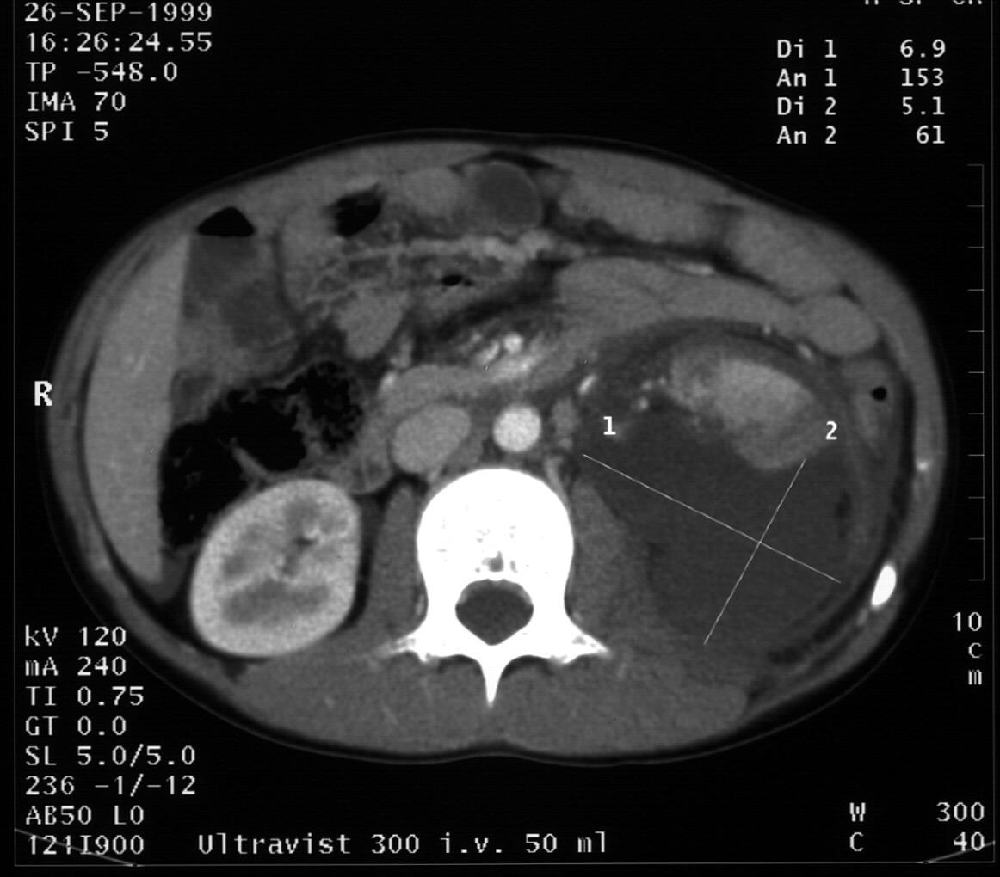 26-SEP-1999
16:26:24.55
TP -548.0
IMA 70
SPI 5
Di 1 6.9
An 1 153
Di 2 5.1
An 2 61
R
1
2
10
c
m
kV 120
mA 240
TI 0.75
GT 0.0
SL 5.0/5.0
236 -1/-12
AB50 L0
121I900 Ultravist 300 i.v. 50 ml
W 300
C 40